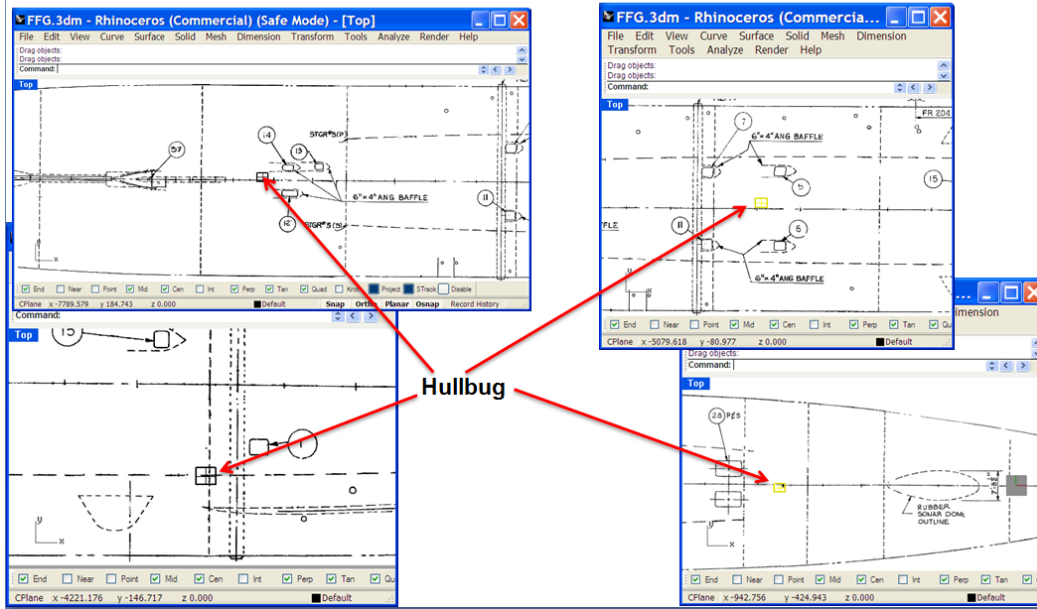 FFG.3dm - Rhinoceros (Commercial) (Safe Mode) - [Top]
File Edit View Curve Surface Solid Mesh Dimension Transform Tools Analyze Render Help
Drag objects:
Drag objects:
Command:
Top
57
14
13
STGR#5(P)
6"x4"ANG BAFFLE
11
12
STGR#5(S)
y
x
End Near Point Mid Cen Int Perp Tan Quad Knot Project STrack Disable
CPlane x -7789.579 y 184.743 z 0.000 Default Snap Ortho Planar Osnap Record History
FFG.3dm - Rhinoceros (Commercia...
File Edit View Curve Surface Solid Mesh Dimension
Transform Tools Analyze Render Help
Drag objects:
Drag objects:
Command:
Top
FR 204
7
6"x4"ANG BAFFLE
5
15
FLE
11
6"x4"ANG BAFFLE
y
x
End Near Point Mid Cen Int Perp Tan Qu
CPlane x -5079.618 y -80.977 z 0.000 Default
Command:
Top
15
1
y
x
End Near Point Mid Cen Int Perp Tan Qu
CPlane x -4221.176 y -146.717 z 0.000 Default
Hullbug
...
imension
Drag objects:
Command:
Top
28 P&S
RUBBER
SONAR DOME
OUTLINE
y
x
End Near Point Mid Cen Int Perp Tan
CPlane x -942.756 y -424.943 z 0.000 Default